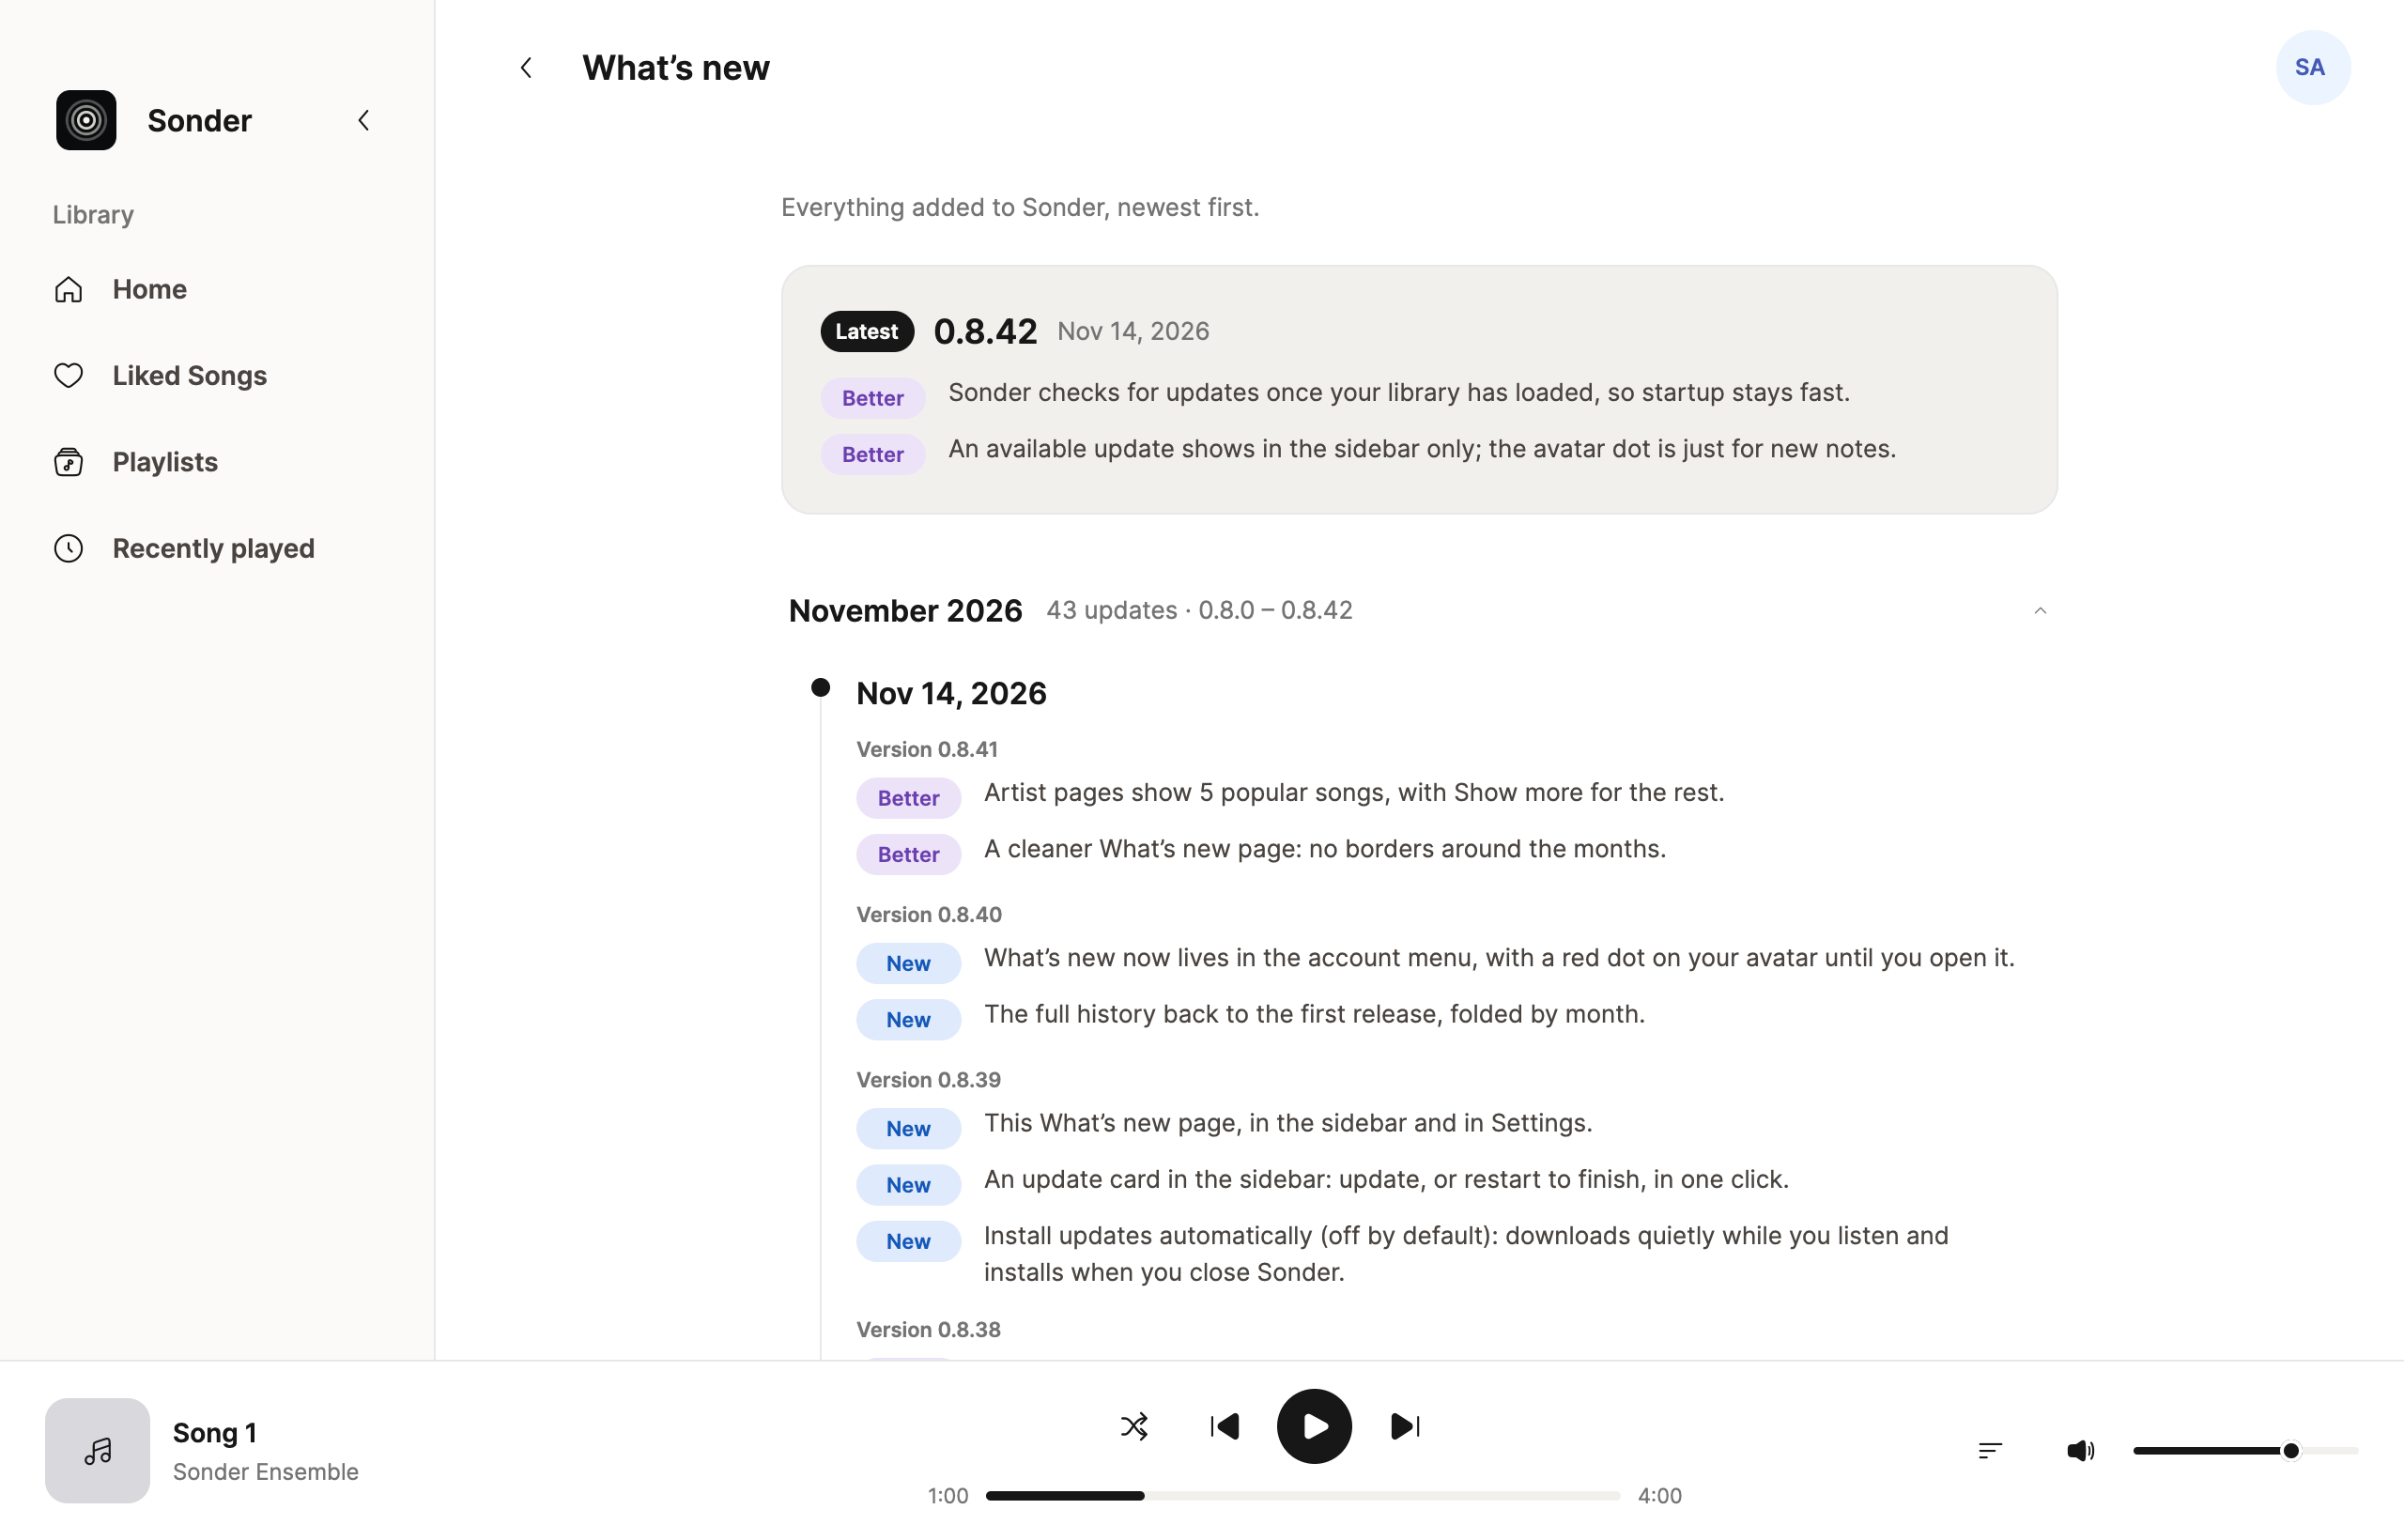 Sonder
Library
Home
Liked Songs
Playlists
Recently played
What’s new
SA
Everything added to Sonder, newest first.
Latest 0.8.42 Nov 14, 2026
Better Sonder checks for updates once your library has loaded, so startup stays fast.
Better An available update shows in the sidebar only; the avatar dot is just for new notes.
November 2026 43 updates · 0.8.0 – 0.8.42
Nov 14, 2026
Version 0.8.41
Better Artist pages show 5 popular songs, with Show more for the rest.
Better A cleaner What’s new page: no borders around the months.
Version 0.8.40
New What’s new now lives in the account menu, with a red dot on your avatar until you open it.
New The full history back to the first release, folded by month.
Version 0.8.39
New This What’s new page, in the sidebar and in Settings.
New An update card in the sidebar: update, or restart to finish, in one click.
New Install updates automatically (off by default): downloads quietly while you listen and
installs when you close Sonder.
Version 0.8.38
Song 1
Sonder Ensemble
1:00 4:00